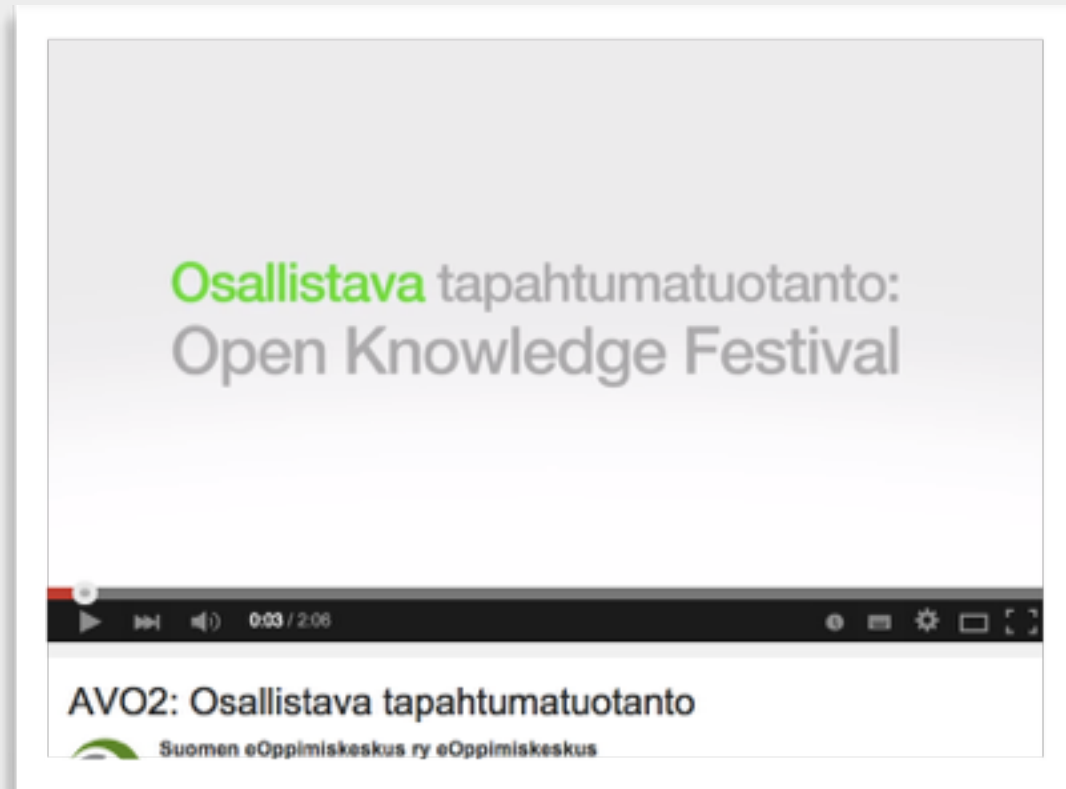 Osallistava tapahtumatuotanto:
Open Knowledge Festival
0:03 / 2:06
AVO2: Osallistava tapahtumatuotanto
Suomen eOppimiskeskus ry eOppimiskeskus